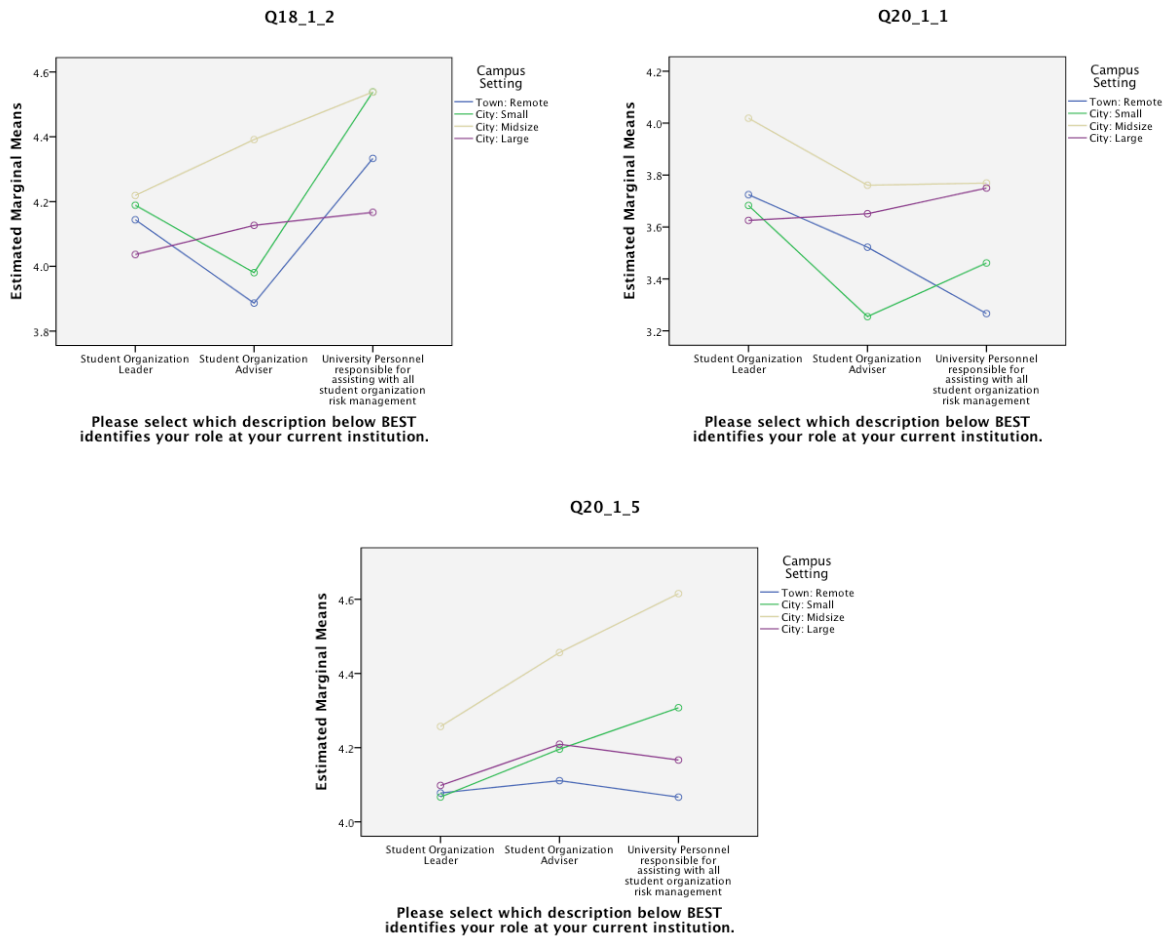 Q18_1_2
Estimated Marginal Means
4.6
4.4
4.2
4.0
3.8
Student Organization
Leader
Student Organization
Adviser
University Personnel
responsible for
assisting with all
student organization
risk management
Please select which description below BEST
identifies your role at your current institution.
Campus
Setting
Town: Remote
City: Small
City: Midsize
City: Large
Q20_1_1
Estimated Marginal Means
4.2
4.0
3.8
3.6
3.4
3.2
Student Organization
Leader
Student Organization
Adviser
University Personnel
responsible for
assisting with all
student organization
risk management
Please select which description below BEST
identifies your role at your current institution.
Campus
Setting
Town: Remote
City: Small
City: Midsize
City: Large
Q20_1_5
Estimated Marginal Means
4.6
4.4
4.2
4.0
Student Organization
Leader
Student Organization
Adviser
University Personnel
responsible for
assisting with all
student organization
risk management
Please select which description below BEST
identifies your role at your current institution.
Campus
Setting
Town: Remote
City: Small
City: Midsize
City: Large